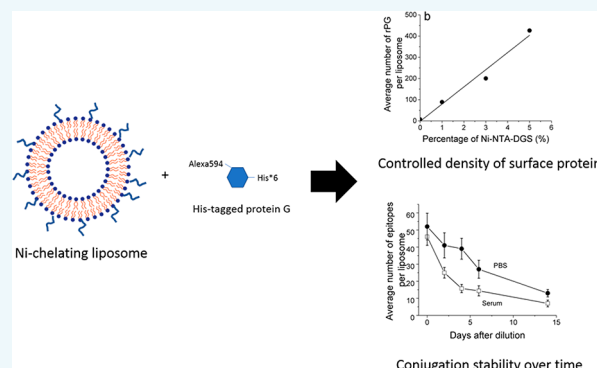 b
Average number of rPG
per liposome
500
400
300
200
100
0
0 1 2 3 4 5 6
Percentage of Ni-NTA-DGS (%)
Controlled density of surface protein
Alexa594
His*6
+
His-tagged protein G
Ni-chelating liposome
Average number of epitopes
per liposome
60
50
40
30
20
10
0
PBS
Serum
0 5 10 15
Days after dilution
Conjugation stability over time